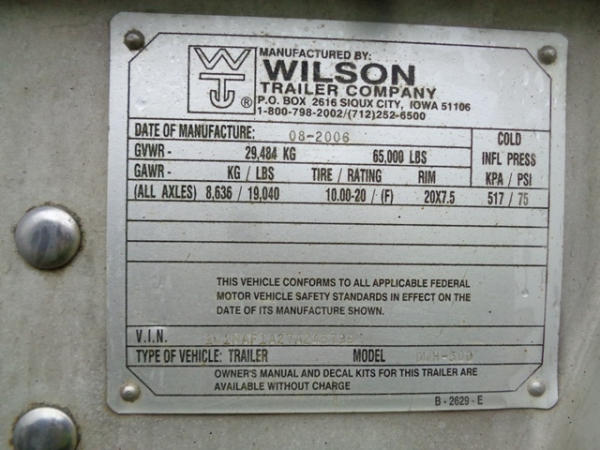 WTC ®
MANUFACTURED BY:
WILSON
TRAILER COMPANY
P.O. BOX 2616 SIOUX CITY, IOWA 51106
1-800-798-2002/(712)252-6500
DATE OF MANUFACTURE: 08-2006
GVWR - 29,484 KG 65,000 LBS
GAWR - KG / LBS TIRE / RATING RIM
(ALL AXLES) 8,636 / 19,040 10.00-20 / (F) 20X7.5
COLD
INFL PRESS
KPA / PSI
517 / 75
THIS VEHICLE CONFORMS TO ALL APPLICABLE FEDERAL
MOTOR VEHICLE SAFETY STANDARDS IN EFFECT ON THE
DATE OF ITS MANUFACTURE SHOWN.
V.I.N.
TYPE OF VEHICLE: TRAILER MODEL
OWNER'S MANUAL AND DECAL KITS FOR THIS TRAILER ARE
AVAILABLE WITHOUT CHARGE
B - 2629 - E